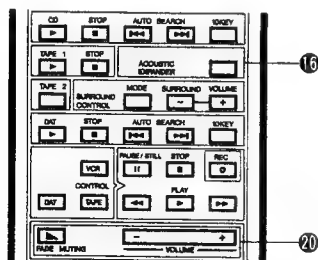 CD STOP AUTO SEARCH 10KEY
TAPE 1 STOP
ACOUSTIC EXPANDER
16
TAPE 2 SURROUND CONTROL MODE SURROUND VOLUME
- +
DAT STOP AUTO SEARCH 10KEY
PAUSE / STILL STOP REC
VCR
CONTROL
PLAY
DAT TAPE
- +
20
FADE MUTING VOLUME